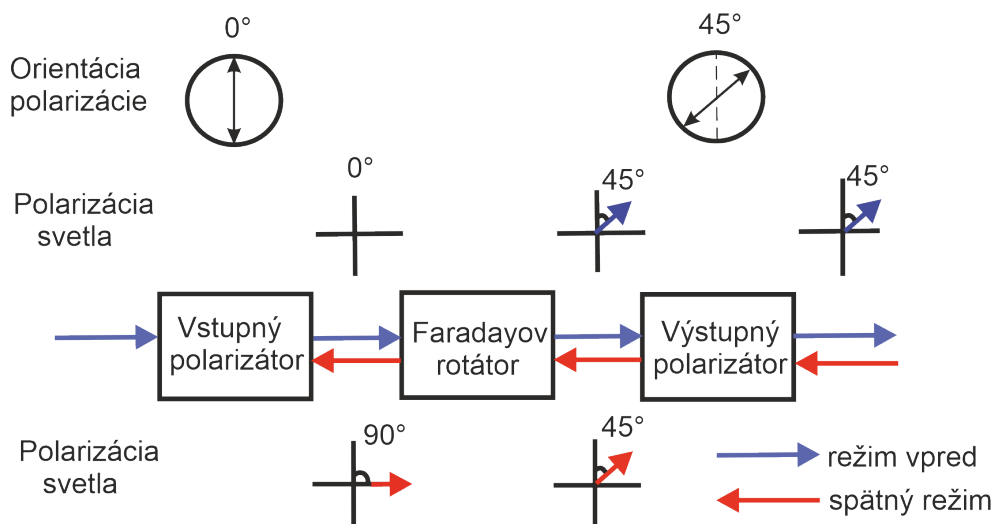 0°
45°
Orientácia
polarizácie
0°
45°
45°
Polarizácia
svetla
Vstupný
polarizátor
Faradayov
rotátor
Výstupný
polarizátor
90°
45°
Polarizácia
svetla
režim vpred
spätný režim